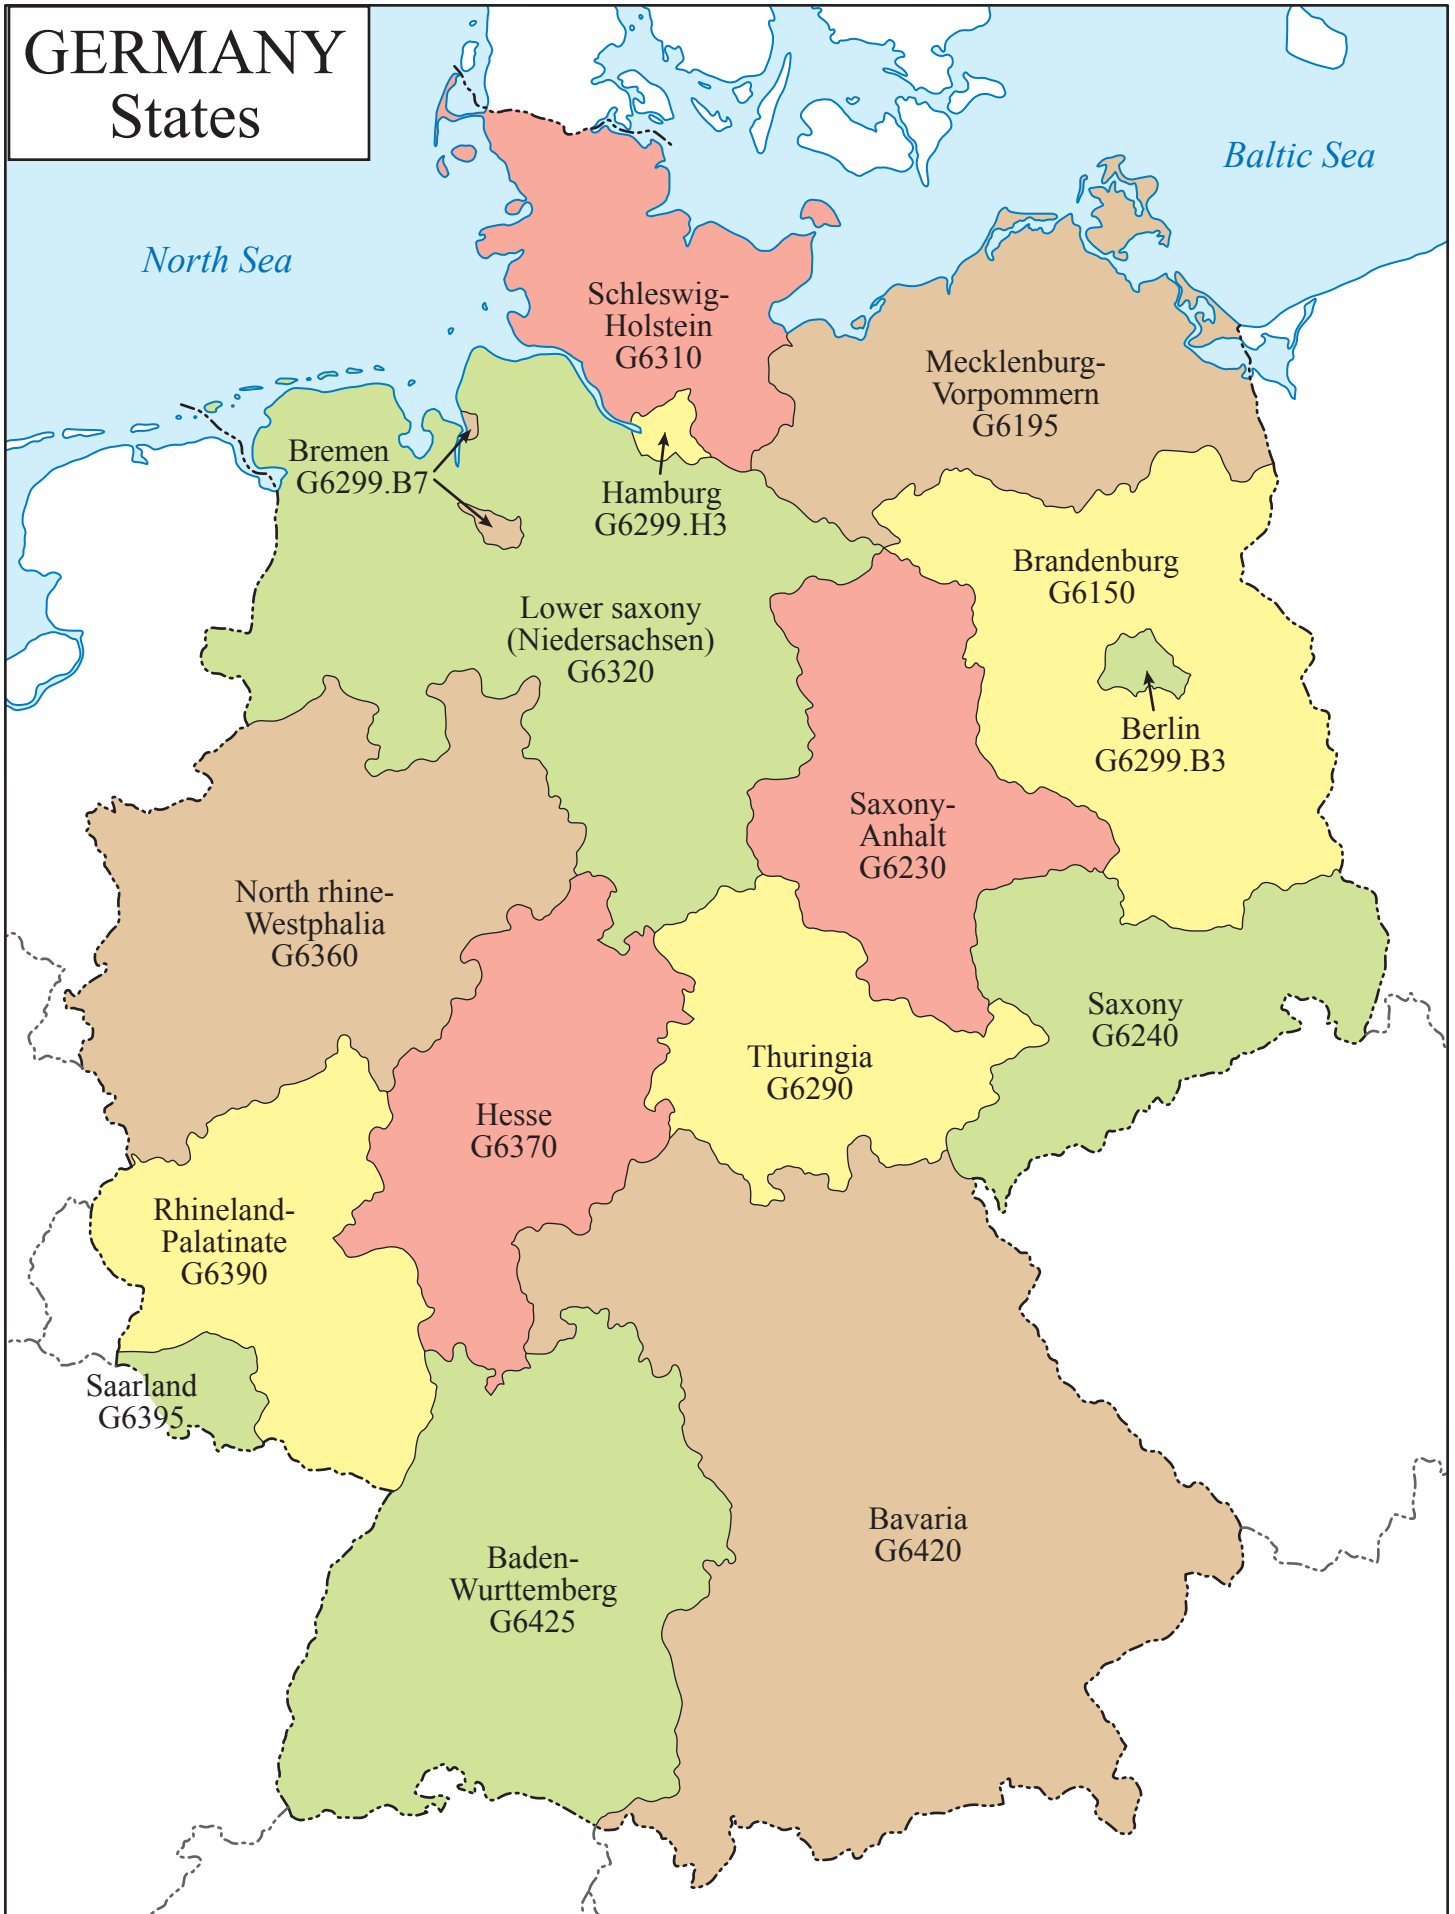 GERMANY
States
Baltic Sea
North Sea
Schleswig-
Holstein
G6310
Mecklenburg-
Vorpommern
G6195
Bremen
G6299.B7
Hamburg
G6299.H3
Brandenburg
G6150
Lower saxony
(Niedersachsen)
G6320
Berlin
G6299.B3
Saxony-
Anhalt
G6230
North rhine-
Westphalia
G6360
Saxony
G6240
Thuringia
G6290
Hesse
G6370
Rhineland-
Palatinate
G6390
Saarland
G6395
Bavaria
G6420
Baden-
Wurttemberg
G6425